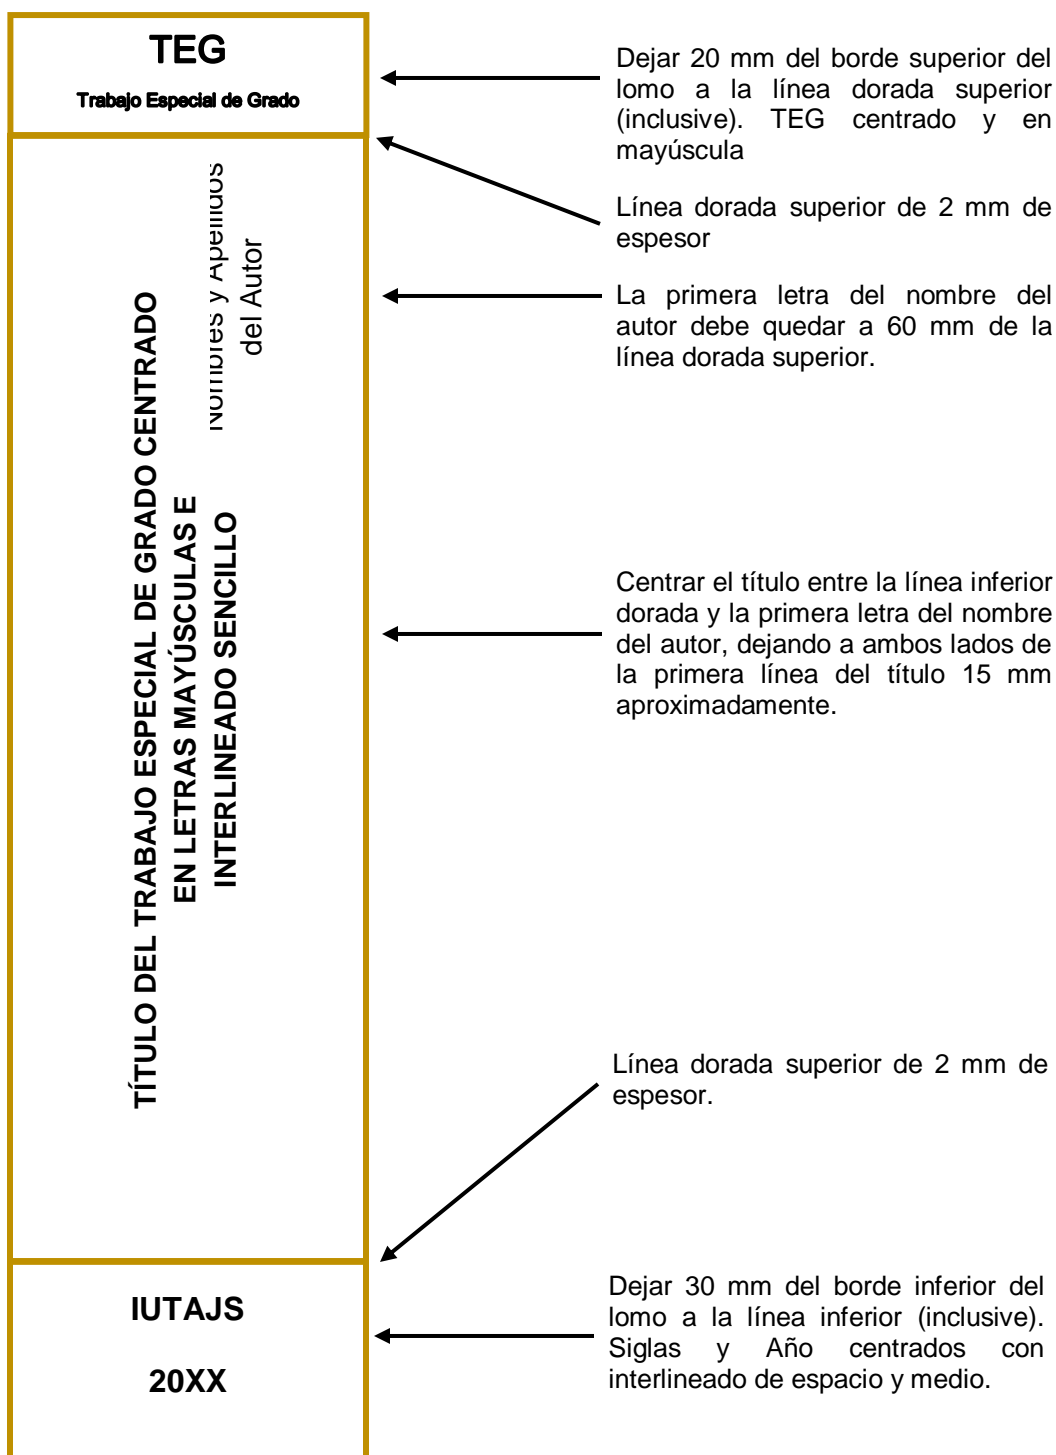 TEG
Trabajo Especial de Grado
Dejar 20 mm del borde superior del
lomo a la línea dorada superior
(inclusive). TEG centrado y en
mayúscula
Línea dorada superior de 2 mm de
espesor
La primera letra del nombre del
autor debe quedar a 60 mm de la
línea dorada superior.
Nombres y Apellidos
del Autor
TÍTULO DEL TRABAJO ESPECIAL DE GRADO CENTRADO
EN LETRAS MAYÚSCULAS E
INTERLINEADO SENCILLO
Centrar el título entre la línea inferior
dorada y la primera letra del nombre
del autor, dejando a ambos lados de
la primera línea del título 15 mm
aproximadamente.
Línea dorada superior de 2 mm de
espesor.
IUTAJS
20XX
Dejar 30 mm del borde inferior del
lomo a la línea inferior (inclusive).
Siglas y Año centrados con
interlineado de espacio y medio.